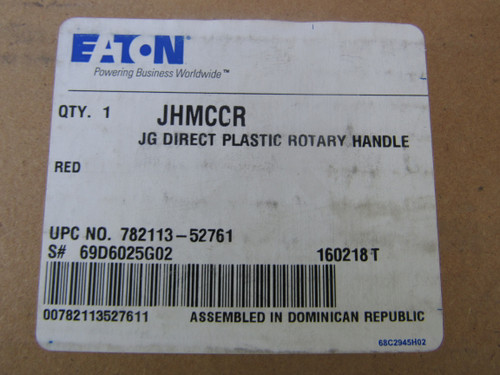 EATON
Powering Business Worldwide™
QTY. 1 JHMCCR
JG DIRECT PLASTIC ROTARY HANDLE
RED
UPC NO. 782113-52761
S# 69D6025G02 160218 T
00782113527611 ASSEMBLED IN DOMINICAN REPUBLIC
68C2945H02